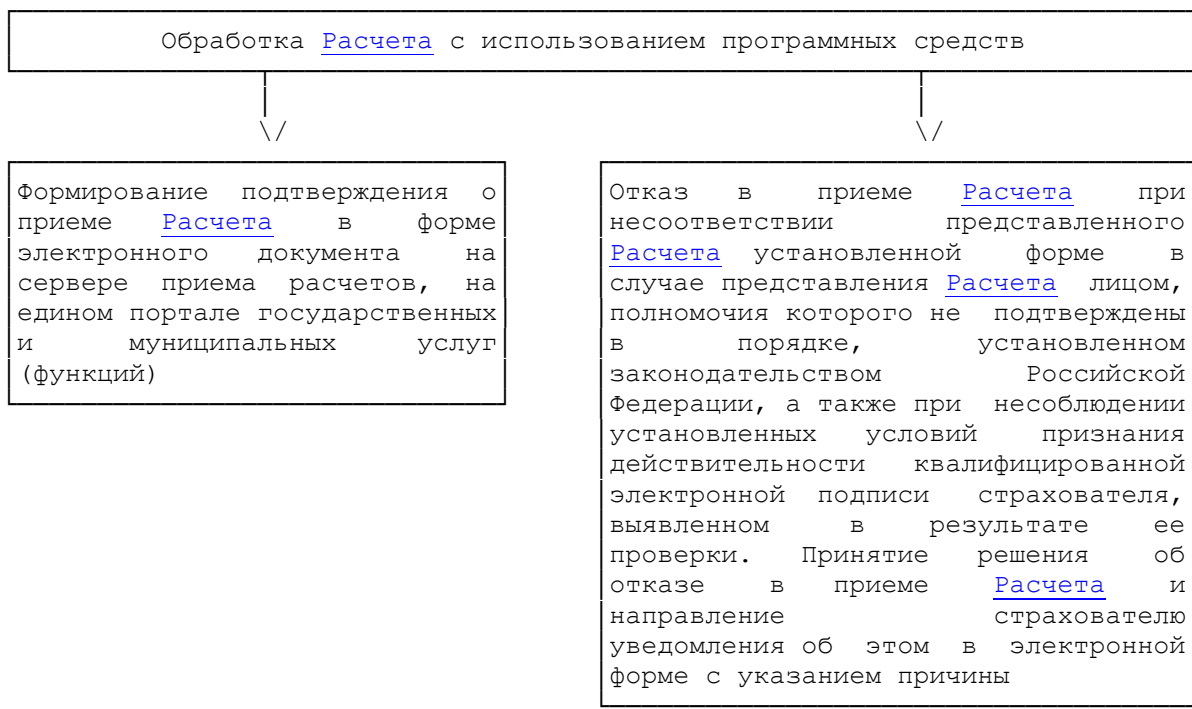 Обработка Расчета с использованием программных средств
\/
\/
Формирование подтверждения о
приеме Расчета в форме
электронного документа на
сервере приема расчетов, на
едином портале государственных
и муниципальных услуг
(функций)
Отказ в приеме Расчета при
несоответствии представленного
Расчета установленной форме в
случае представления Расчета лицом,
полномочия которого не подтверждены
в порядке, установленном
законодательством Российской
Федерации, а также при несоблюдении
установленных условий признания
действительности квалифицированной
электронной подписи страхователя,
выявленном в результате ее
проверки. Принятие решения об
отказе в приеме Расчета и
направление страхователю
уведомления об этом в электронной
форме с указанием причины